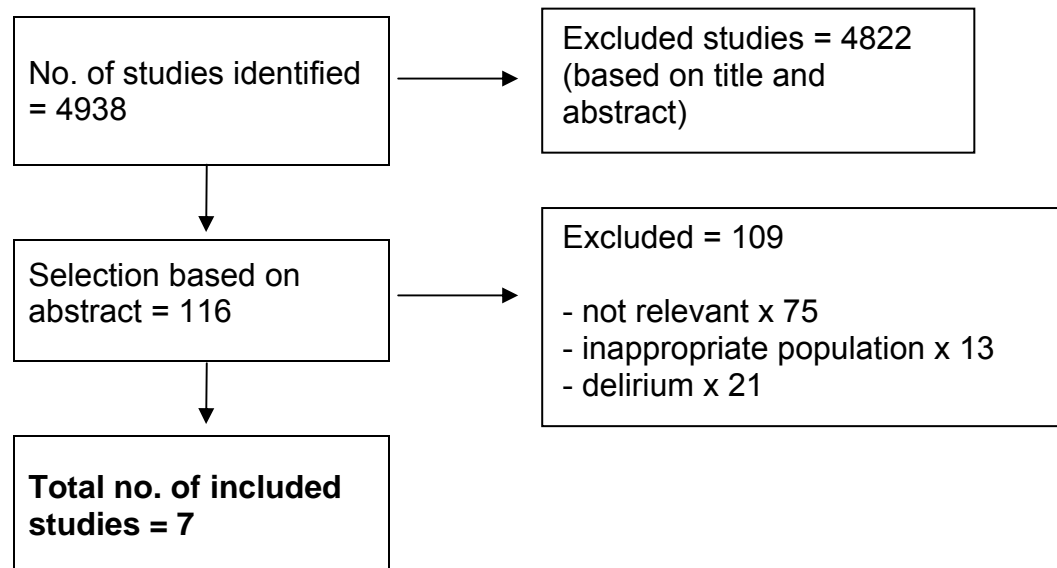 No. of studies identified
= 4938
Excluded studies = 4822
(based on title and
abstract)
Selection based on
abstract = 116
Excluded = 109
- not relevant x 75
- inappropriate population x 13
- delirium x 21
Total no. of included
studies = 7